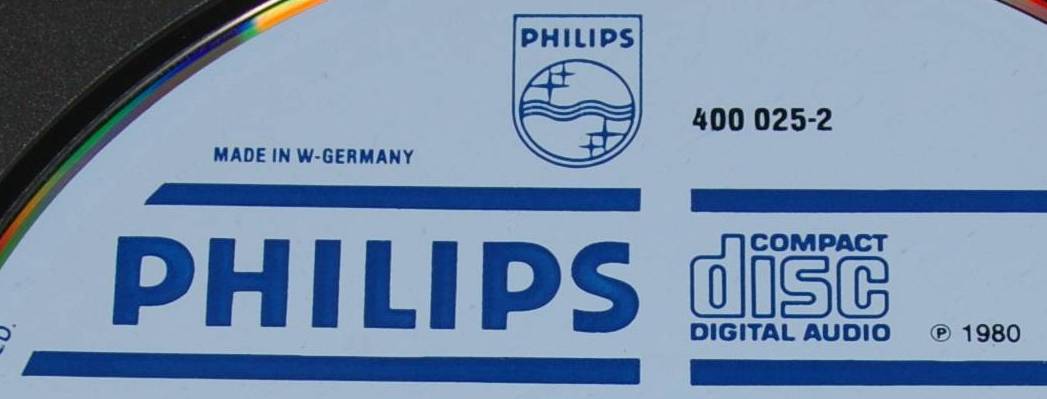 PHILIPS
400 025-2
MADE IN W-GERMANY
PHILIPS
COMPACT
disc
DIGITAL AUDIO
℗ 1980